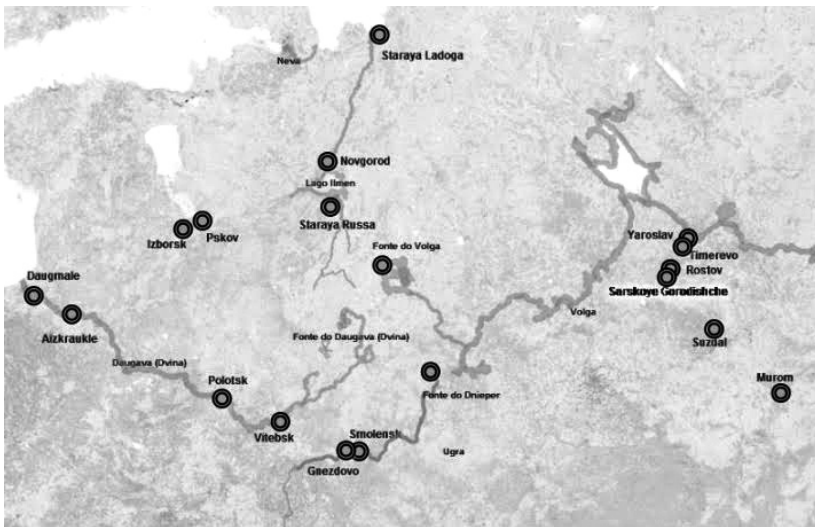 Staraya Ladoga
Neva
Novgorod
Lago Ilmen
Staraya Russa
Pskov
Izborsk
Fonte do Volga
Yaroslav
Timerevo
Rostov
Sarskoye Gorodishche
Daugmale
Aizkraukle
Volga
Fonte do Daugava (Dvina)
Suzdal
Daugava (Dvina)
Polotsk
Murom
Fonte do Dnieper
Vitebsk
Smolensk
Ugra
Gnezdovo